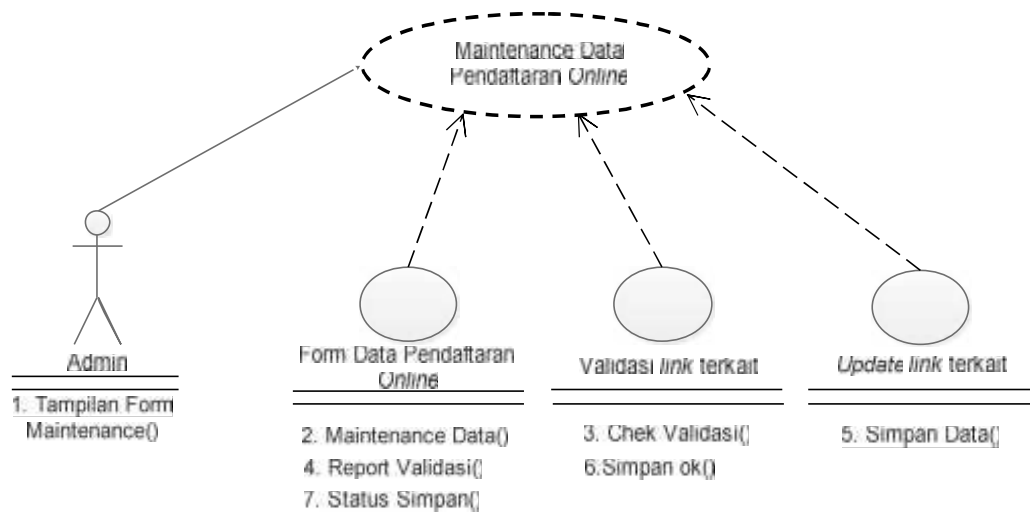 Maintenance Data
Pendaftaran Online
Admin
1. Tampilan Form
Maintenance()
Form Data Pendaftaran
Online
2. Maintenance Data()
4. Report Validasi()
7. Status Simpan()
Validasi link terkait
3. Chek Validasi()
6.Simpan ok()
Update link terkait
5. Simpan Data()